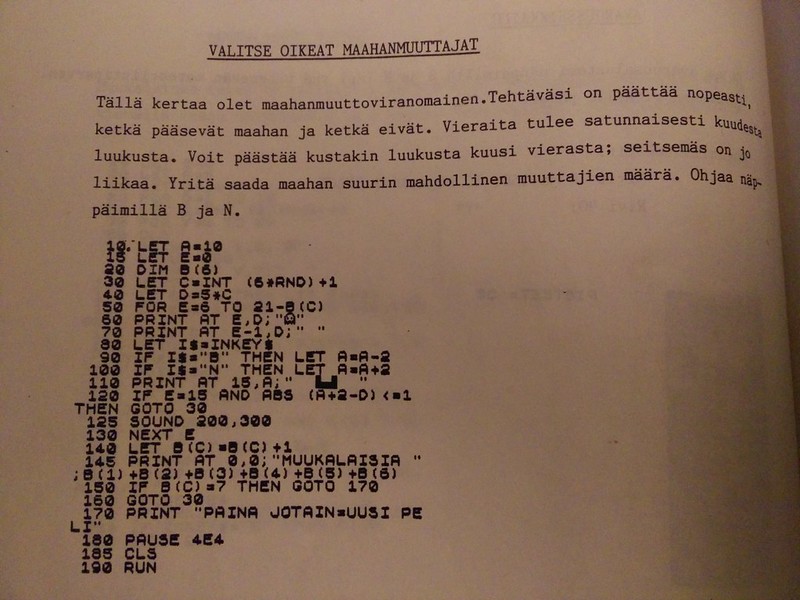 VALITSE OIKEAT MAAHANMUUTTAJAT
Tällä kertaa olet maahanmuuttoviranomainen.Tehtäväsi on päättää nopeasti,
ketkä pääsevät maahan ja ketkä eivät. Vieraita tulee satunnaisesti kuudesta
luukusta. Voit päästää kustakin luukusta kuusi vierasta; seitsemäs on jo
liikaa. Yritä saada maahan suurin mahdollinen muuttajien määrä. Ohjaa näp-
päimillä B ja N.
10 LET A=10
15 LET E=0
20 DIM B(6)
30 LET C=INT (6*RND)+1
40 LET D=5*C
50 FOR E=6 TO 21-B(C)
60 PRINT AT E,D;" "
70 PRINT AT E-1,D;" "
80 LET I$=INKEY$
90 IF I$="B" THEN LET A=A-2
100 IF I$="N" THEN LET A=A+2
110 PRINT AT 15,A;"  "
120 IF E=15 AND ABS (A+2-D)<=1
THEN GOTO 30
125 SOUND 200,300
130 NEXT E
140 LET B(C)=B(C)+1
145 PRINT AT 0,0;"MUUKALAISIA "
;B(1)+B(2)+B(3)+B(4)+B(5)+B(6)
150 IF B(C)=7 THEN GOTO 170
160 GOTO 30
170 PRINT "PAINA JOTAIN=UUSI PE
LI"
180 PAUSE 4E4
185 CLS
190 RUN